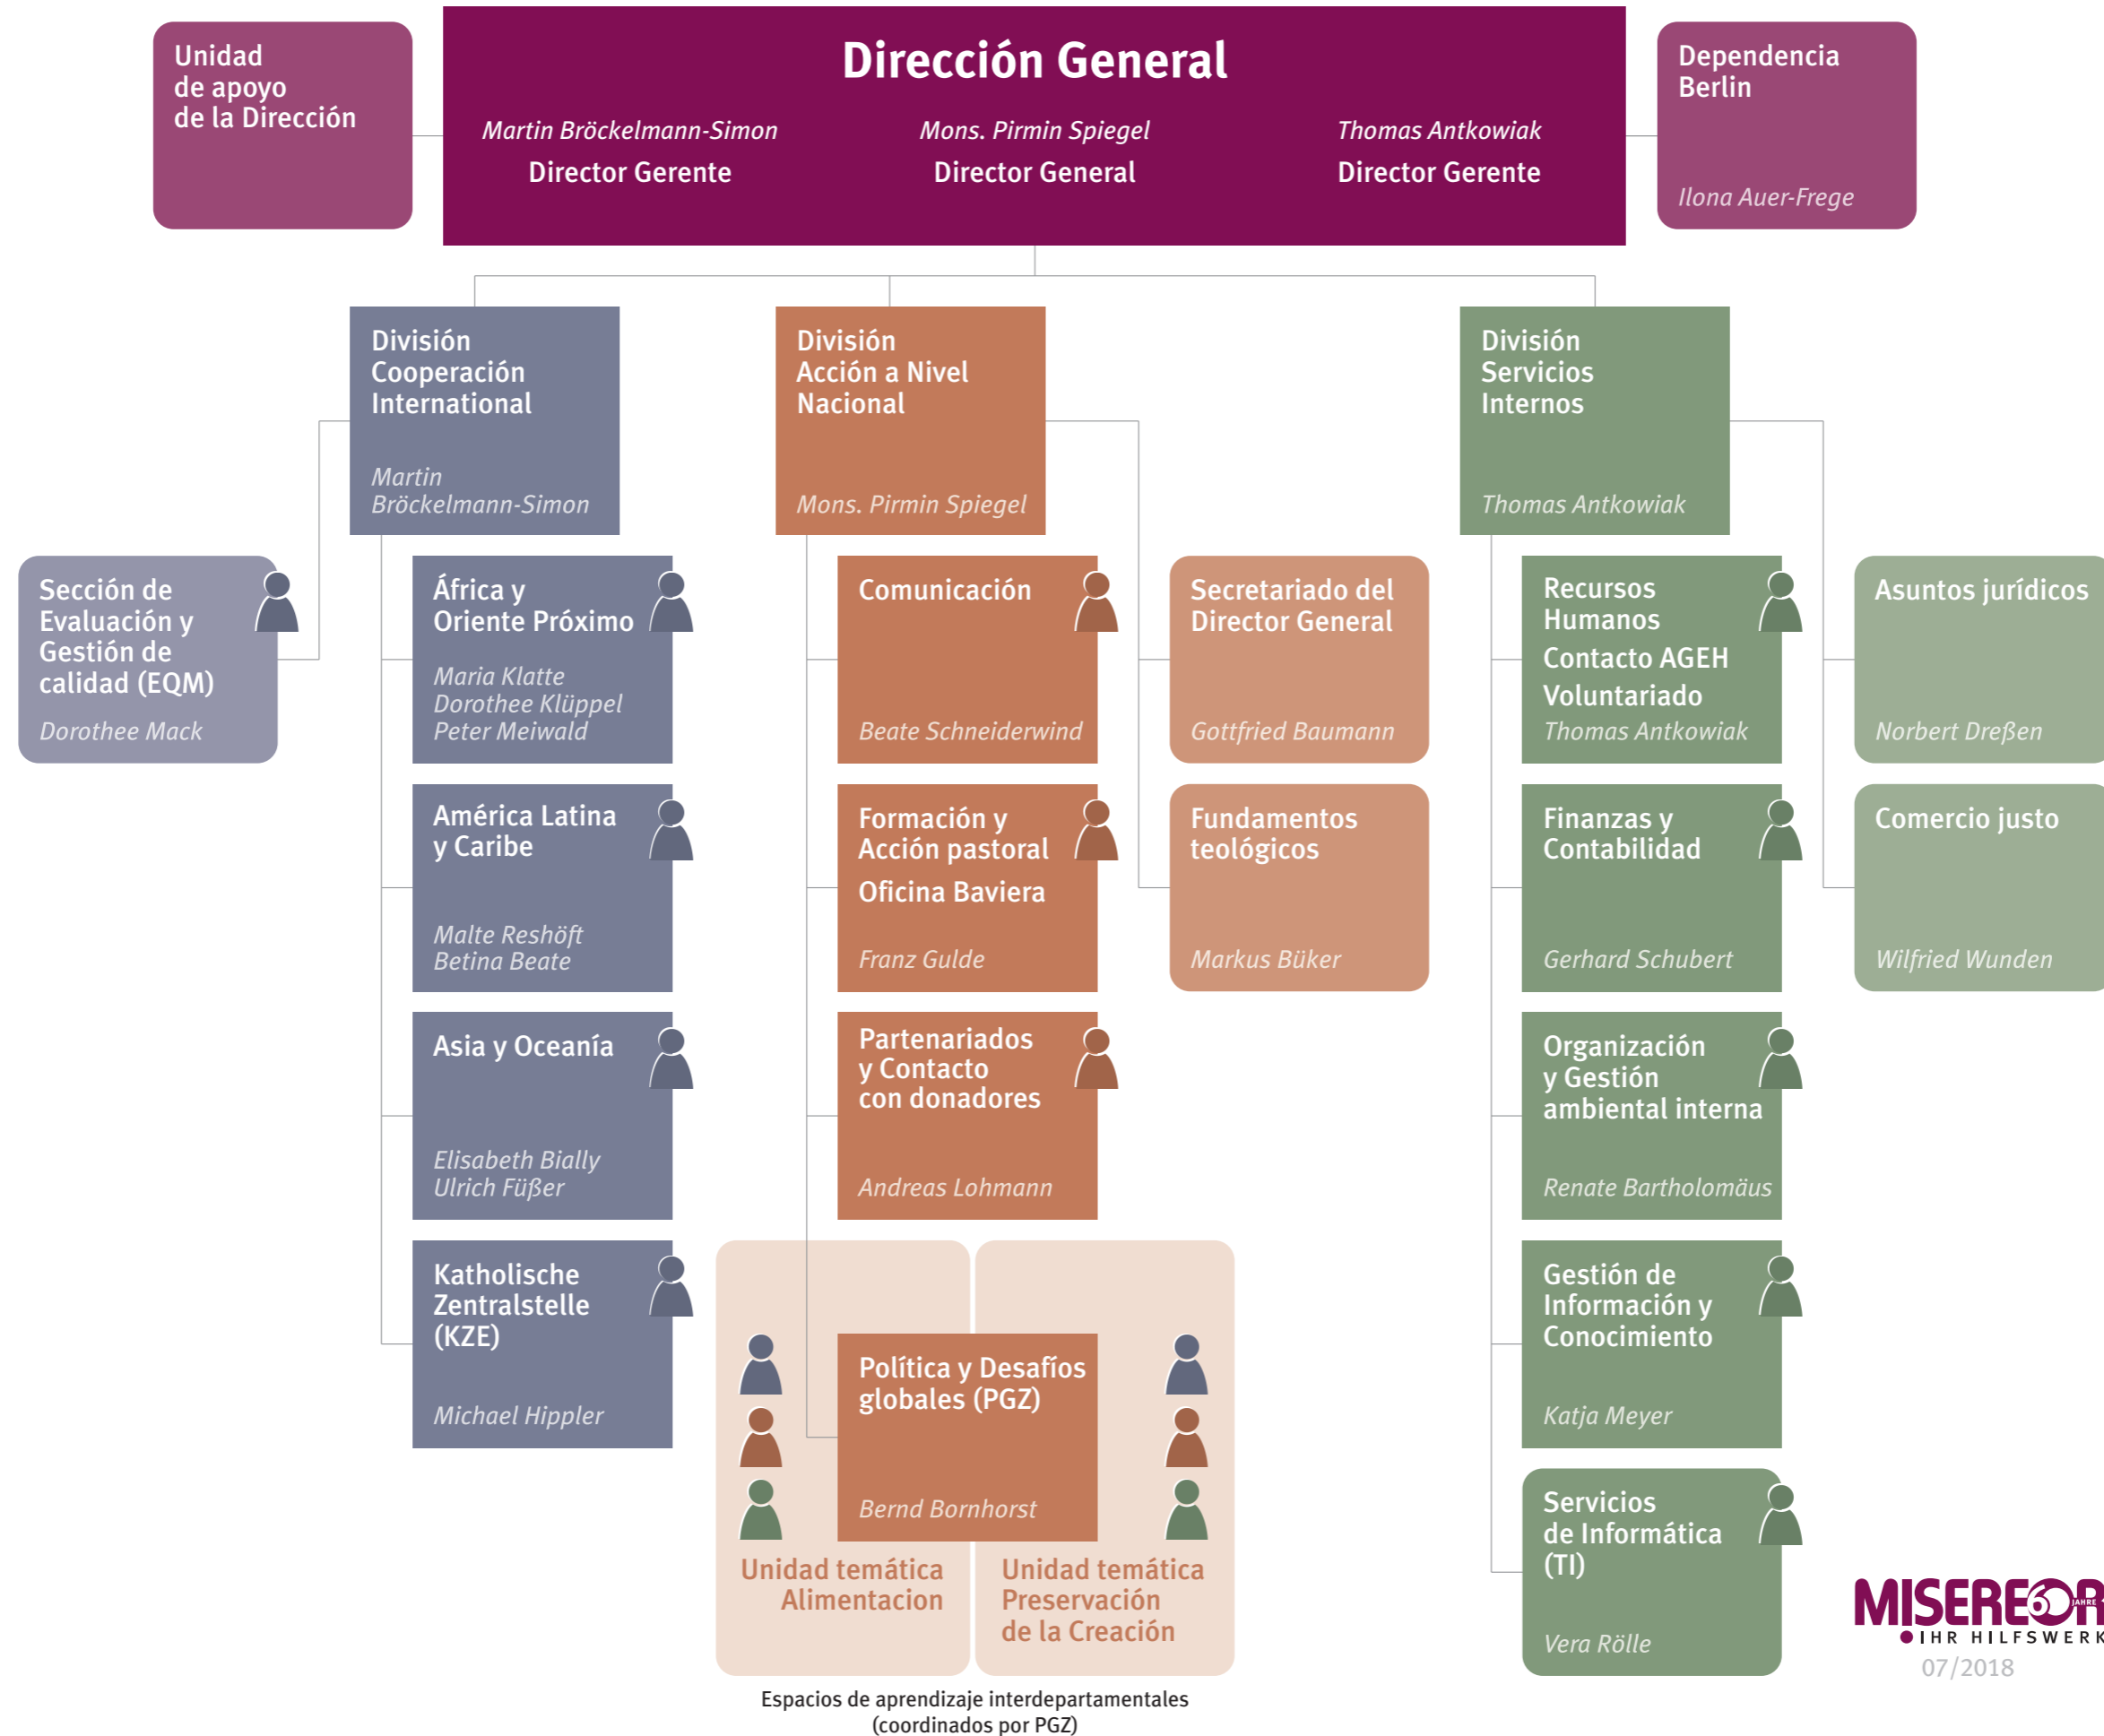 Unidad
de apoyo
de la Dirección
Dirección General
Martin Bröckelmann-Simon
Director Gerente
Mons. Pirmin Spiegel
Director General
Thomas Antkowiak
Director Gerente
Dependencia
Berlin
Ilona Auer-Frege
División
Cooperación
International
Martin
Bröckelmann-Simon
División
Acción a Nivel
Nacional
Mons. Pirmin Spiegel
División
Servicios
Internos
Thomas Antkowiak
Sección de
Evaluación y
Gestión de
calidad (EQM)
Dorothee Mack
África y
Oriente Próximo
Maria Klatte
Dorothee Klüppel
Peter Meiwald
América Latina
y Caribe
Malte Reshöft
Betina Beate
Asia y Oceanía
Elisabeth Bially
Ulrich Füßer
Katholische
Zentralstelle
(KZE)
Michael Hippler
Comunicación
Beate Schneiderwind
Formación y
Acción pastoral
Oficina Baviera
Franz Gulde
Partenariados
y Contacto
con donadores
Andreas Lohmann
Política y Desafíos
globales (PGZ)
Bernd Bornhorst
Unidad temática
Alimentacion
Unidad temática
Preservación
de la Creación
Espacios de aprendizaje interdepartamentales
(coordinados por PGZ)
Secretariado del
Director General
Gottfried Baumann
Fundamentos
teológicos
Markus Büker
Recursos
Humanos
Contacto AGEH
Voluntariado
Thomas Antkowiak
Finanzas y
Contabilidad
Gerhard Schubert
Organización
y Gestión
ambiental interna
Renate Bartholomäus
Gestión de
Información y
Conocimiento
Katja Meyer
Servicios
de Informática
(TI)
Vera Rölle
Asuntos jurídicos
Norbert Dreßen
Comercio justo
Wilfried Wunden
MISEREOR
60 JAHRE
IHR HILFSWERK
07/2018